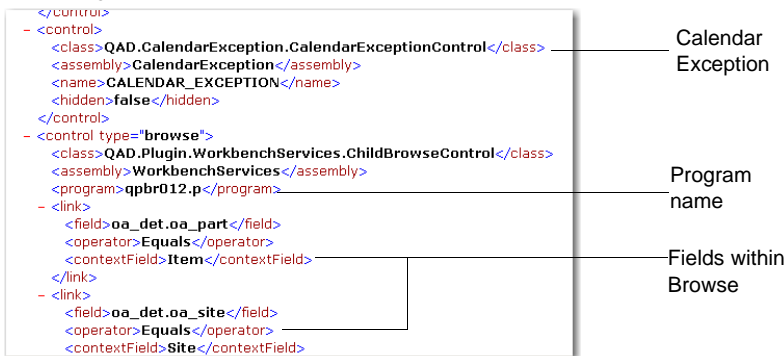 </control>
- <control>
<class>QAD.CalendarException.CalendarExceptionControl</class>
<assembly>CalendarException</assembly>
<name>CALENDAR_EXCEPTION</name>
<hidden>false</hidden>
</control>
- <control type="browse">
<class>QAD.Plugin.WorkbenchServices.ChildBrowseControl</class>
<assembly>WorkbenchServices</assembly>
<program>qpbr012.p</program>
- <link>
<field>oa_det.oa_part</field>
<operator>Equals</operator>
<contextField>Item</contextField>
</link>
- <link>
<field>oa_det.oa_site</field>
<operator>Equals</operator>
<contextField>Site</contextField>
Calendar
Exception
Program
name
Fields within
Browse